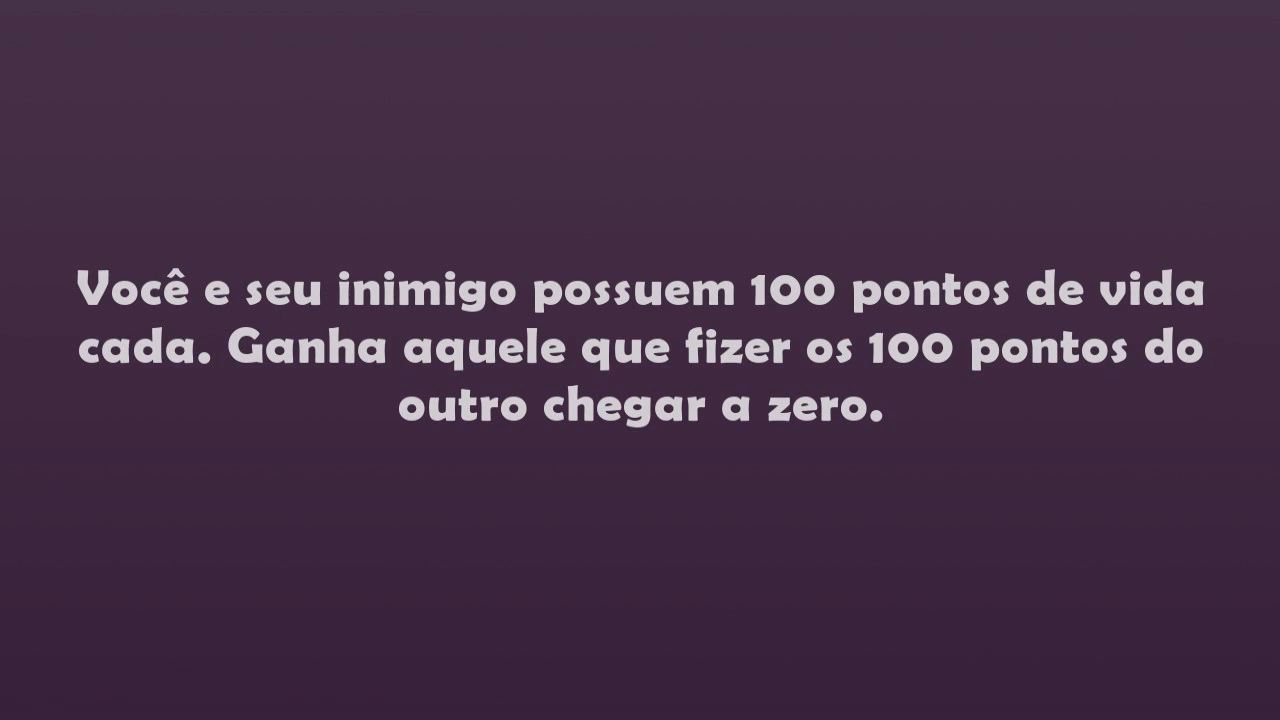 Você e seu inimigo possuem 100 pontos de vida
cada. Ganha aquele que fizer os 100 pontos do
outro chegar a zero.